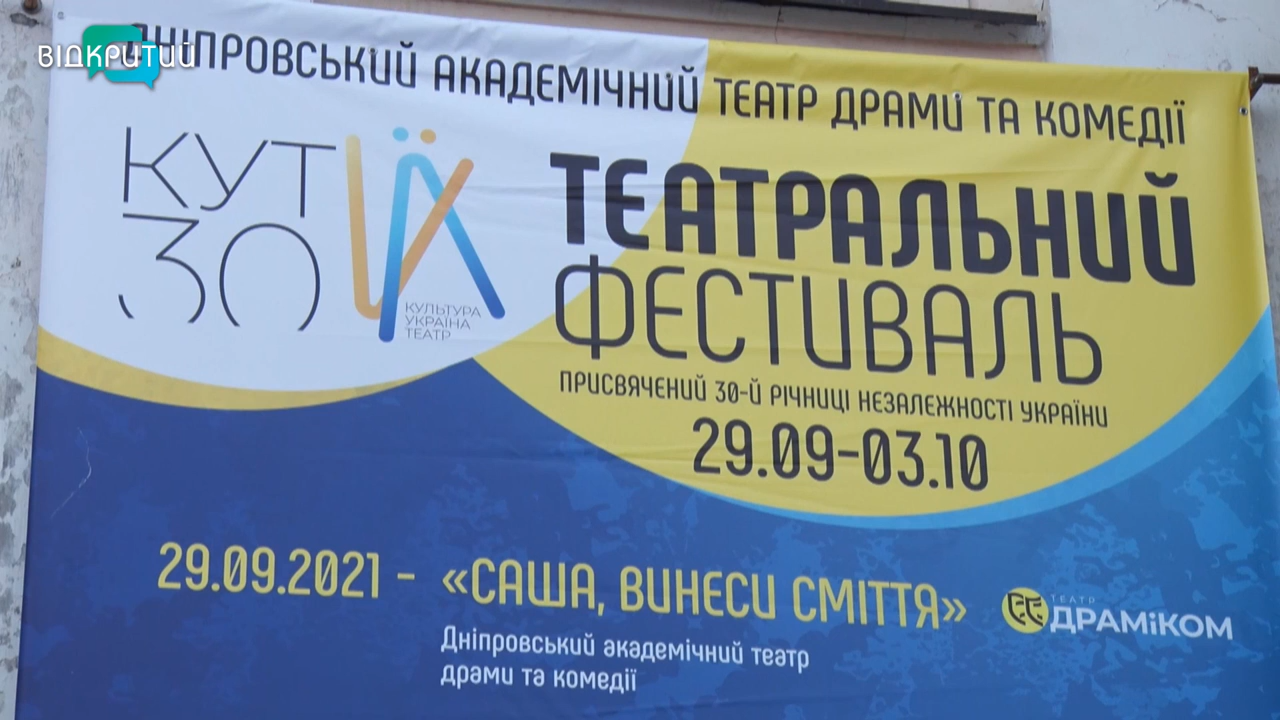 ВІДКРИТИЙ
ДНІПРОВСЬКИЙ АКАДЕМІЧНИЙ ТЕАТР ДРАМИ ТА КОМЕДІЇ
КУТ
30
КУЛЬТУРА
УКРАЇНА
ТЕАТР
ТЕАТРАЛЬНИЙ
ФЕСТИВАЛЬ
ПРИСВЯЧЕНИЙ 30-Й РІЧНИЦІ НЕЗАЛЕЖНОСТІ УКРАЇНИ
29.09-03.10
29.09.2021 - «САША, ВИНЕСИ СМІТТЯ»
Дніпровський академічний театр
драми та комедії
ТЕАТР
ДРАМіКОМ